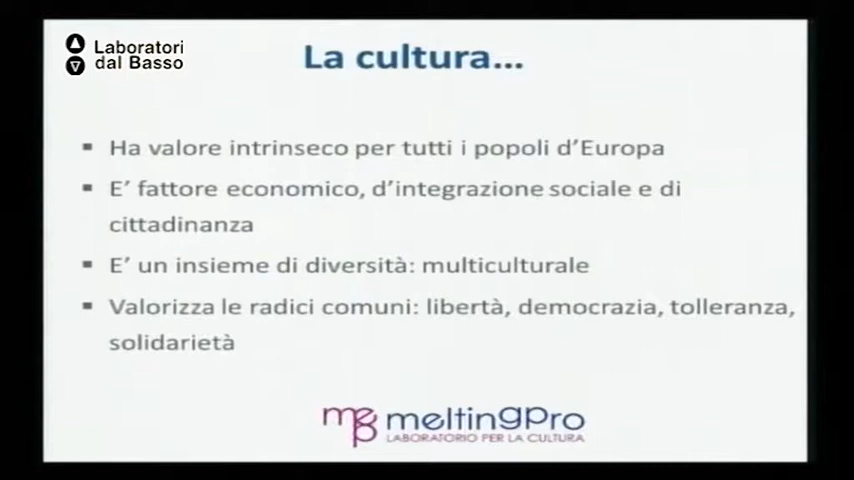 Laboratori
dal Basso
La cultura...
▪ Ha valore intrinseco per tutti i popoli d'Europa
▪ E' fattore economico, d'integrazione sociale e di
cittadinanza
▪ E' un insieme di diversità: multiculturale
▪ Valorizza le radici comuni: libertà, democrazia, tolleranza,
solidarietà
mep meltingpro
LABORATORIO PER LA CULTURA